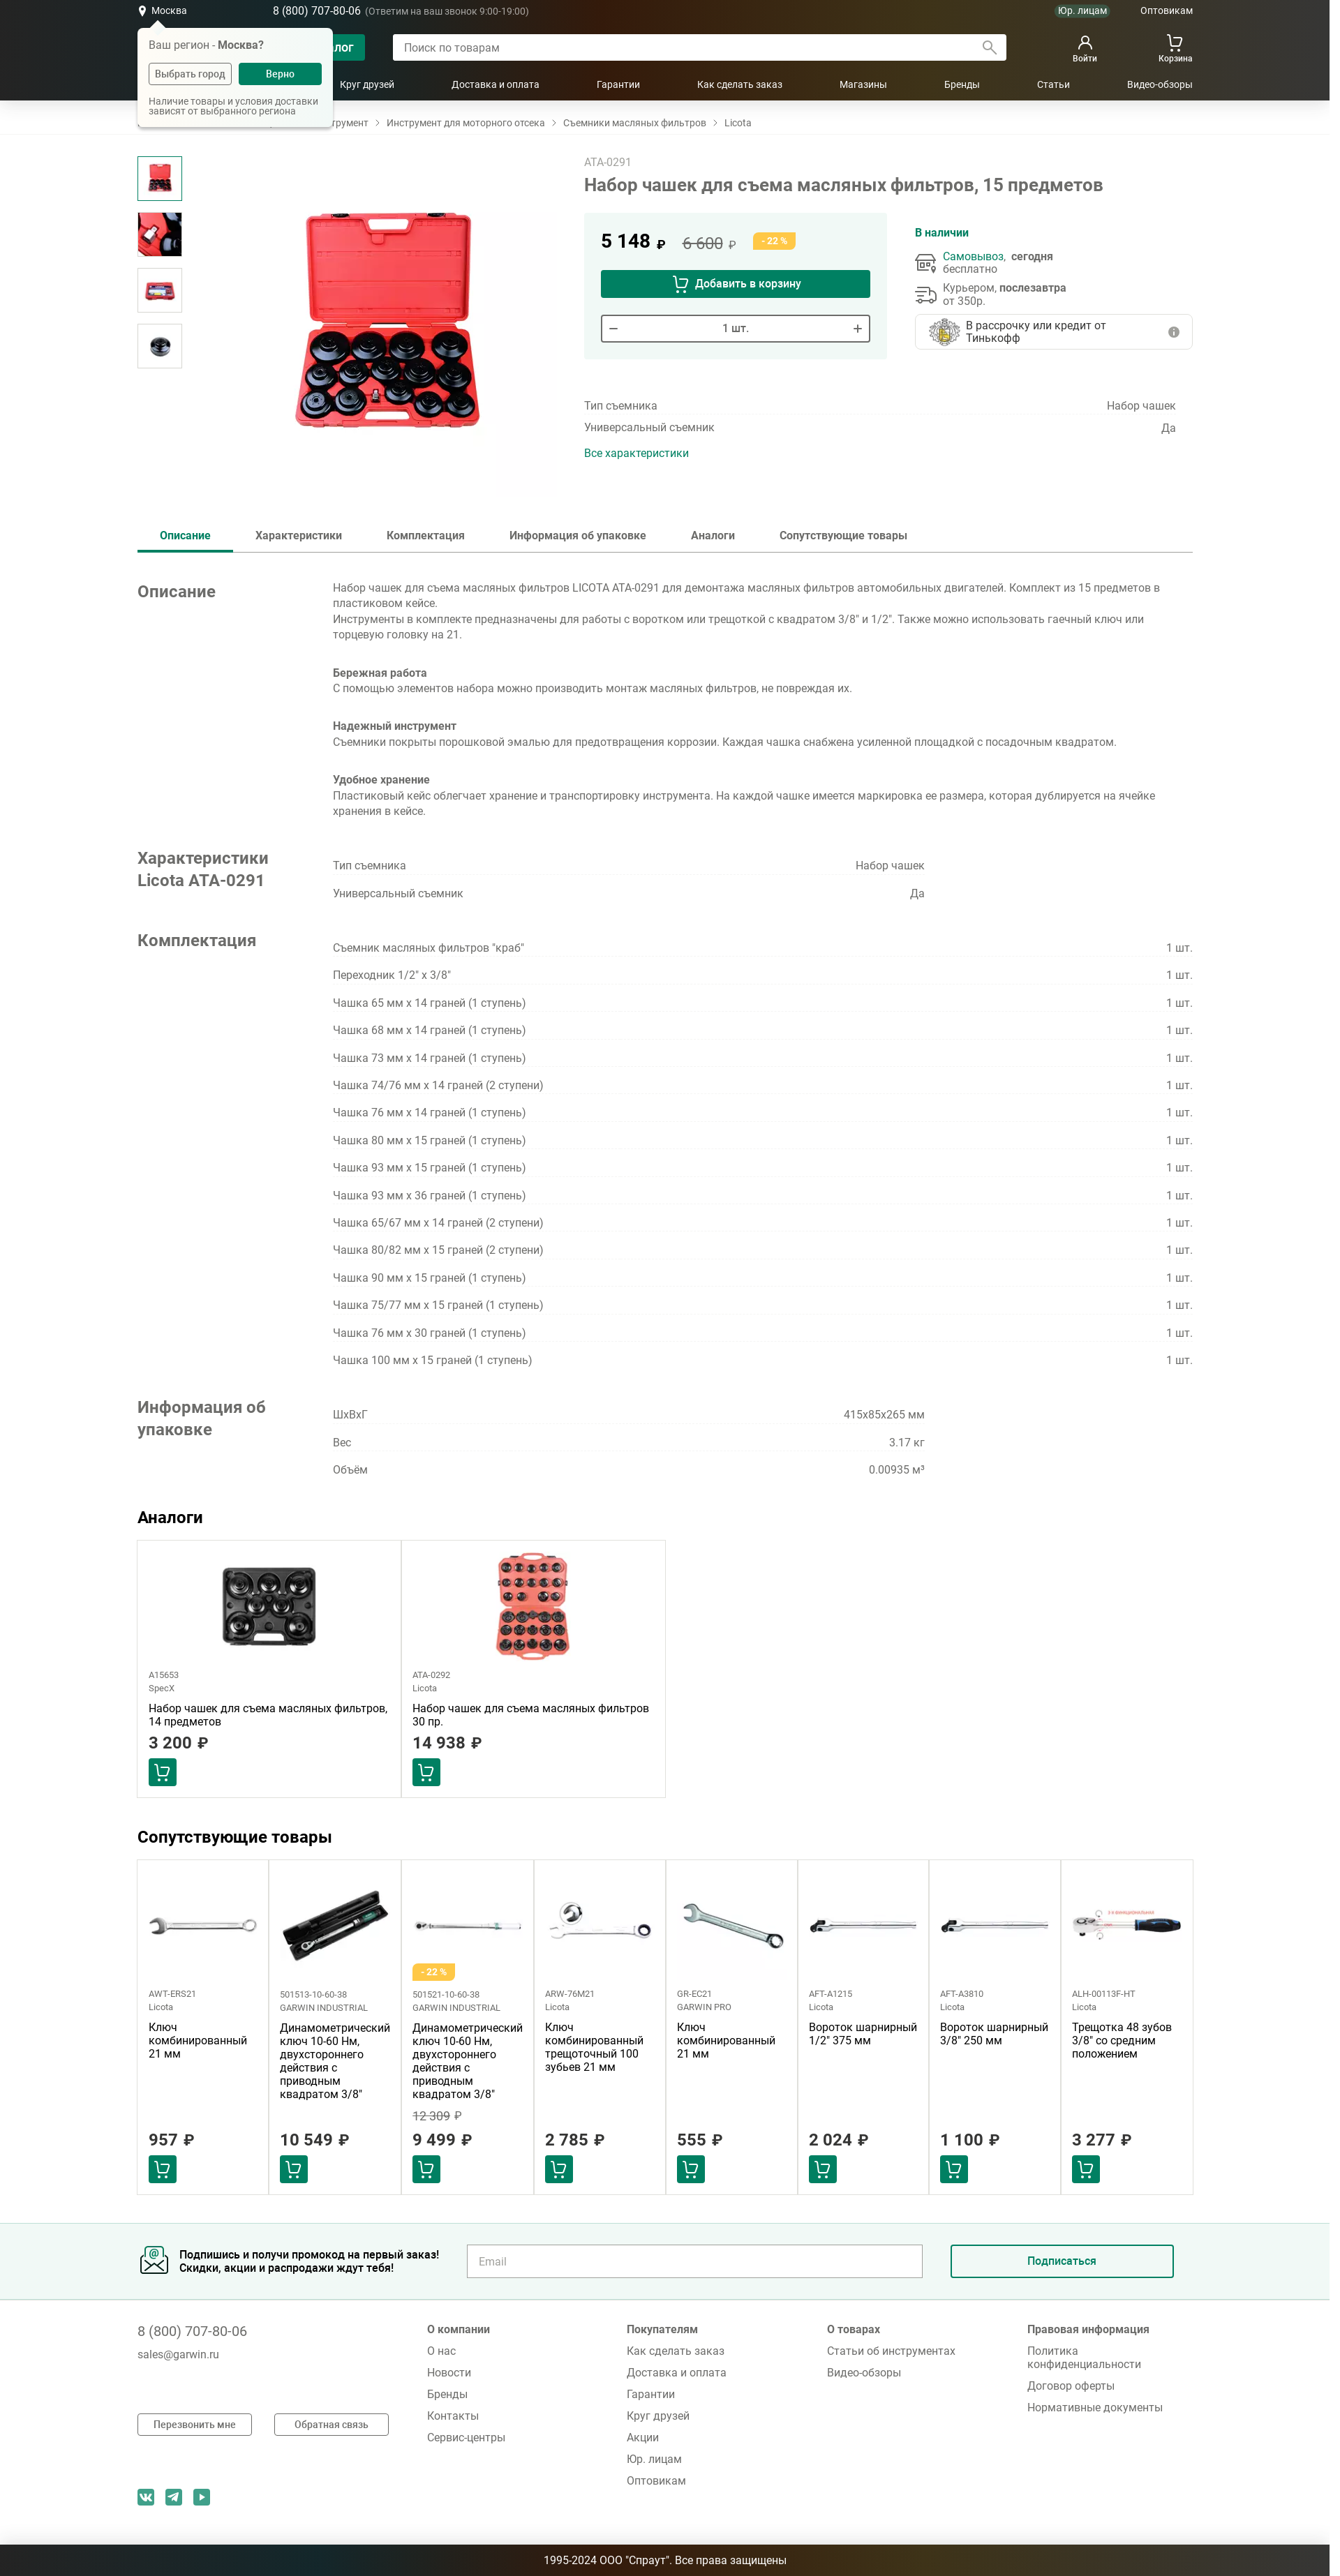 Москва
8 (800) 707-80-06 (Ответим на ваш звонок 9:00-19:00)
Юр. лицам
Оптовикам
Ваш регион - Москва?
Выбрать город
Верно
Наличие товары и условия доставки
зависят от выбранного региона
Поиск по товарам
Войти
Корзина
Круг друзей
Доставка и оплата
Гарантии
Как сделать заказ
Магазины
Бренды
Статьи
Видео-обзоры
Инструмент для моторного отсека
Съемники масляных фильтров
Licota
ATA-0291
Набор чашек для съема масляных фильтров, 15 предметов
5 148 ₽
6 600 ₽
- 22 %
Добавить в корзину
1 шт.
В наличии
Самовывоз, сегодня
бесплатно
Курьером, послезавтра
от 350р.
В рассрочку или кредит от
Тинькофф
Тип съемника
Набор чашек
Универсальный съемник
Да
Все характеристики
Описание
Характеристики
Комплектация
Информация об упаковке
Аналоги
Сопутствующие товары
Описание
Набор чашек для съема масляных фильтров LICOTA ATA-0291 для демонтажа масляных фильтров автомобильных двигателей. Комплект из 15 предметов в
пластиковом кейсе.
Инструменты в комплекте предназначены для работы с воротком или трещоткой с квадратом 3/8" и 1/2". Также можно использовать гаечный ключ или
торцевую головку на 21.
Бережная работа
С помощью элементов набора можно производить монтаж масляных фильтров, не повреждая их.
Надежный инструмент
Съемники покрыты порошковой эмалью для предотвращения коррозии. Каждая чашка снабжена усиленной площадкой с посадочным квадратом.
Удобное хранение
Пластиковый кейс облегчает хранение и транспортировку инструмента. На каждой чашке имеется маркировка ее размера, которая дублируется на ячейке
хранения в кейсе.
Характеристики
Licota ATA-0291
Тип съемника
Набор чашек
Универсальный съемник
Да
Комплектация
Съемник масляных фильтров "краб"
1 шт.
Переходник 1/2" х 3/8"
1 шт.
Чашка 65 мм х 14 граней (1 ступень)
1 шт.
Чашка 68 мм х 14 граней (1 ступень)
1 шт.
Чашка 73 мм х 14 граней (1 ступень)
1 шт.
Чашка 74/76 мм х 14 граней (2 ступени)
1 шт.
Чашка 76 мм х 14 граней (1 ступень)
1 шт.
Чашка 80 мм х 15 граней (1 ступень)
1 шт.
Чашка 93 мм х 15 граней (1 ступень)
1 шт.
Чашка 93 мм х 36 граней (1 ступень)
1 шт.
Чашка 65/67 мм х 14 граней (2 ступени)
1 шт.
Чашка 80/82 мм х 15 граней (2 ступени)
1 шт.
Чашка 90 мм х 15 граней (1 ступень)
1 шт.
Чашка 75/77 мм х 15 граней (1 ступень)
1 шт.
Чашка 76 мм х 30 граней (1 ступень)
1 шт.
Чашка 100 мм х 15 граней (1 ступень)
1 шт.
Информация об
упаковке
ШхВхГ
415x85x265 мм
Вес
3.17 кг
Объём
0.00935 м³
Аналоги
A15653
SpecX
Набор чашек для съема масляных фильтров,
14 предметов
3 200 ₽
ATA-0292
Licota
Набор чашек для съема масляных фильтров
30 пр.
14 938 ₽
Сопутствующие товары
AWT-ERS21
Licota
Ключ
комбинированный
21 мм
957 ₽
501513-10-60-38
GARWIN INDUSTRIAL
Динамометрический
ключ 10-60 Нм,
двухстороннего
действия с
приводным
квадратом 3/8"
10 549 ₽
- 22 %
501521-10-60-38
GARWIN INDUSTRIAL
Динамометрический
ключ 10-60 Нм,
двухстороннего
действия с
приводным
квадратом 3/8"
12 309 ₽
9 499 ₽
ARW-76M21
Licota
Ключ
комбинированный
трещоточный 100
зубьев 21 мм
2 785 ₽
GR-EC21
GARWIN PRO
Ключ
комбинированный
21 мм
555 ₽
AFT-A1215
Licota
Вороток шарнирный
1/2" 375 мм
2 024 ₽
AFT-A3810
Licota
Вороток шарнирный
3/8" 250 мм
1 100 ₽
ALH-00113F-HT
Licota
Трещотка 48 зубов
3/8" со средним
положением
3 277 ₽
Подпишись и получи промокод на первый заказ!
Скидки, акции и распродажи ждут тебя!
Email
Подписаться
8 (800) 707-80-06
sales@garwin.ru
Перезвонить мне
Обратная связь
О компании
О нас
Новости
Бренды
Контакты
Сервис-центры
Покупателям
Как сделать заказ
Доставка и оплата
Гарантии
Круг друзей
Акции
Юр. лицам
Оптовикам
О товарах
Статьи об инструментах
Видео-обзоры
Правовая информация
Политика
конфиденциальности
Договор оферты
Нормативные документы
1995-2024 ООО "Спраут". Все права защищены